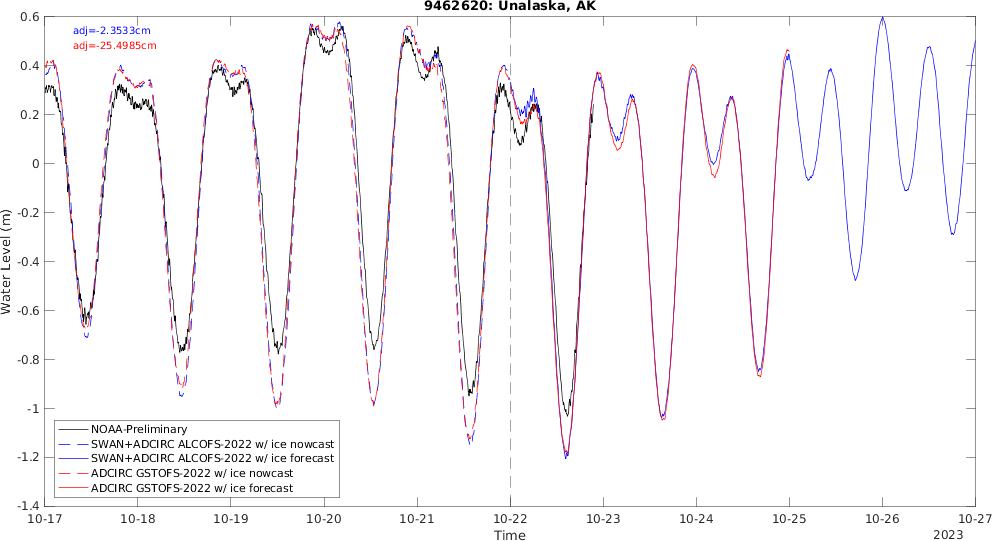 9462620: Unalaska, AK
adj=-2.3533cm
adj=-25.4985cm
0.6
0.4
0.2
0
-0.2
-0.4
-0.6
-0.8
-1
-1.2
-1.4
Water Level (m)
NOAA-Preliminary
SWAN+ADCIRC ALCOFS-2022 w/ ice nowcast
SWAN+ADCIRC ALCOFS-2022 w/ ice forecast
ADCIRC GSTOFS-2022 w/ ice nowcast
ADCIRC GSTOFS-2022 w/ ice forecast
10-17 10-18 10-19 10-20 10-21 10-22 10-23 10-24 10-25 10-26 10-27
Time
2023